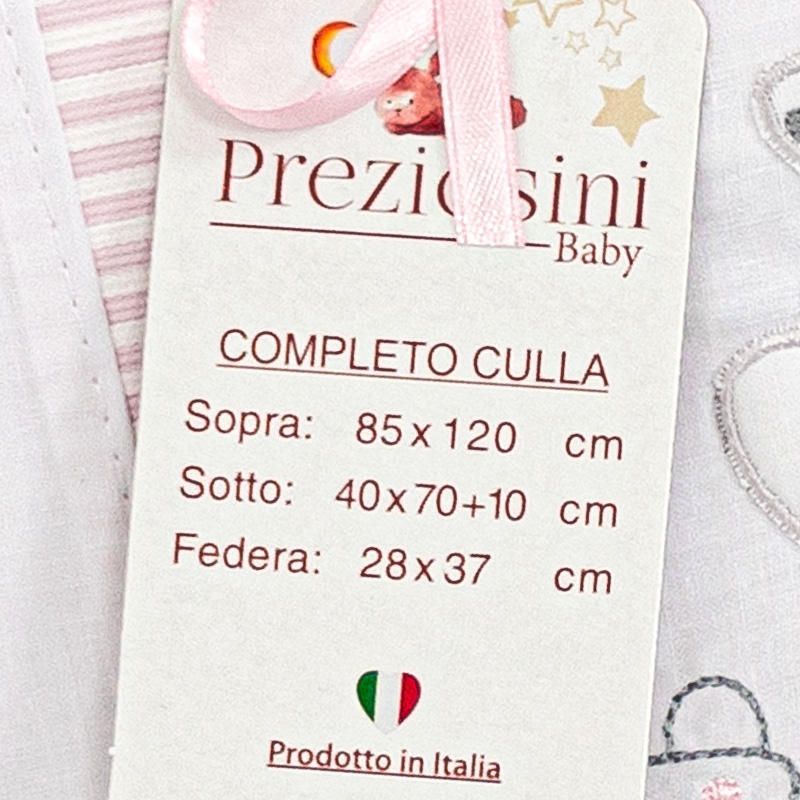 Preziosini
Baby
COMPLETO CULLA
Sopra: 85x120 cm
Sotto: 40x70+10 cm
Federa: 28x37 cm
Prodotto in Italia